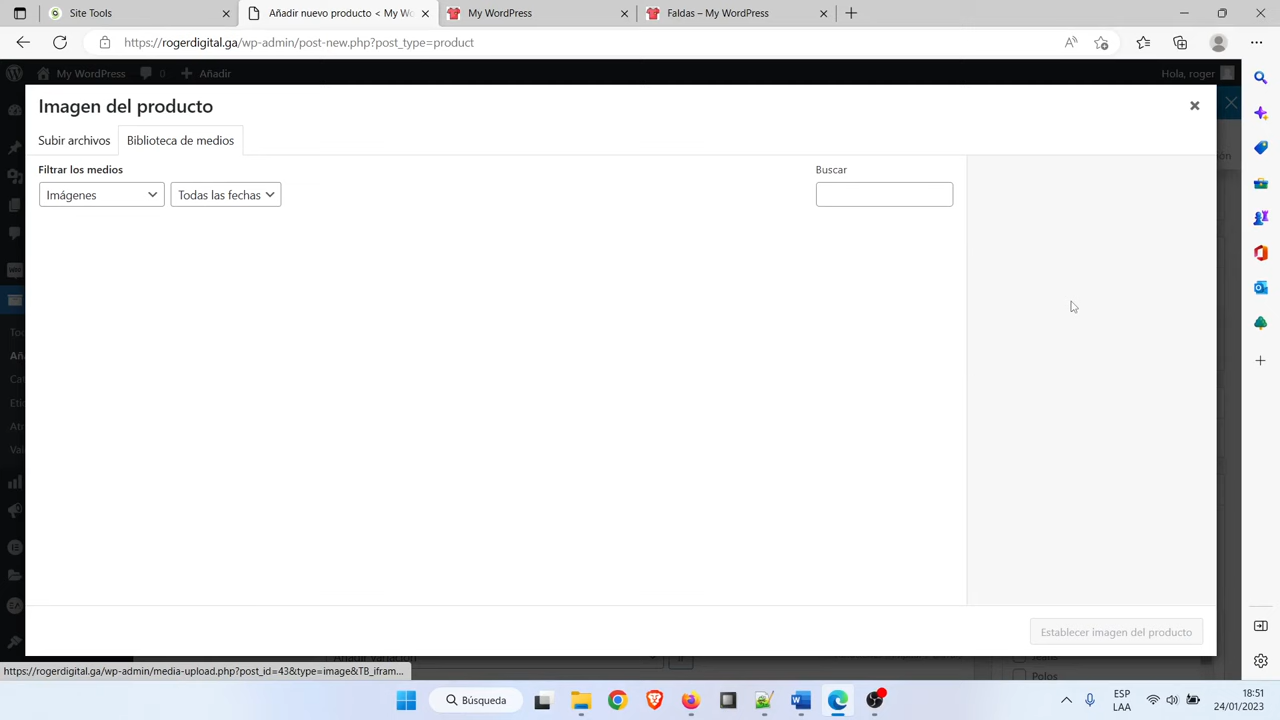 Site Tools
Añadir nuevo producto < My Wo
My WordPress
Faldas – My WordPress
https://rogerdigital.ga/wp-admin/post-new.php?post_type=product
My WordPress
0
Añadir
Hola, roger
Imagen del producto
Subir archivos
Biblioteca de medios
Filtrar los medios
Buscar
Imágenes
Todas las fechas
Establecer imagen del producto
https://rogerdigital.ga/wp-admin/media-upload.php?post_id=43&type=image&TB_ifram...
Polos
Búsqueda
ESP
LAA
18:51
24/01/2023